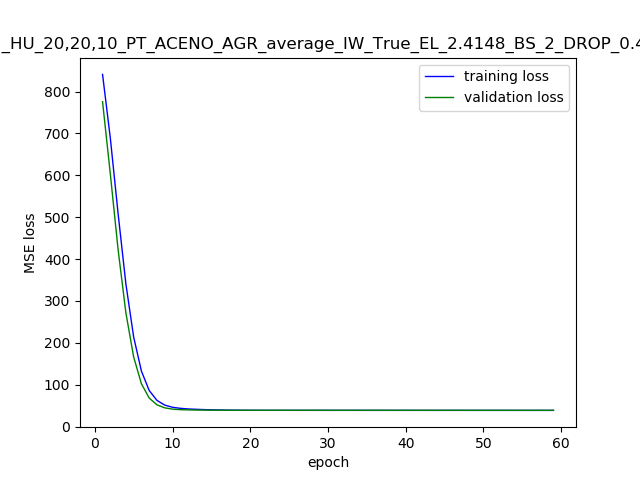 _HU_20,20,10_PT_ACENO_AGR_average_IW_True_EL_2.4148_BS_2_DROP_0.4
training loss
validation loss
800
700
600
500
400
300
200
100
0
MSE loss
0 10 20 30 40 50 60
epoch